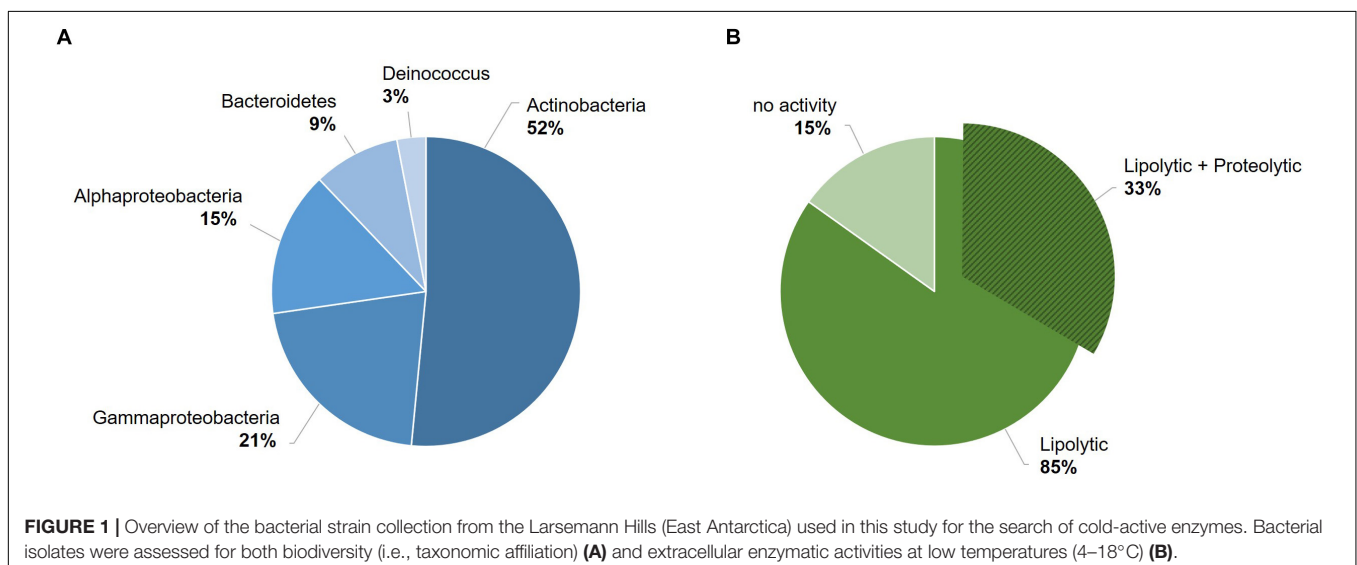 A
Deinococcus
3%
Bacteroidetes
9%
Actinobacteria
52%
Alphaproteobacteria
15%
Gammaproteobacteria
21%
B
no activity
15%
Lipolytic + Proteolytic
33%
Lipolytic
85%
FIGURE 1 | Overview of the bacterial strain collection from the Larsemann Hills (East Antarctica) used in this study for the search of cold-active enzymes. Bacterial
isolates were assessed for both biodiversity (i.e., taxonomic affiliation) (A) and extracellular enzymatic activities at low temperatures (4–18°C) (B).